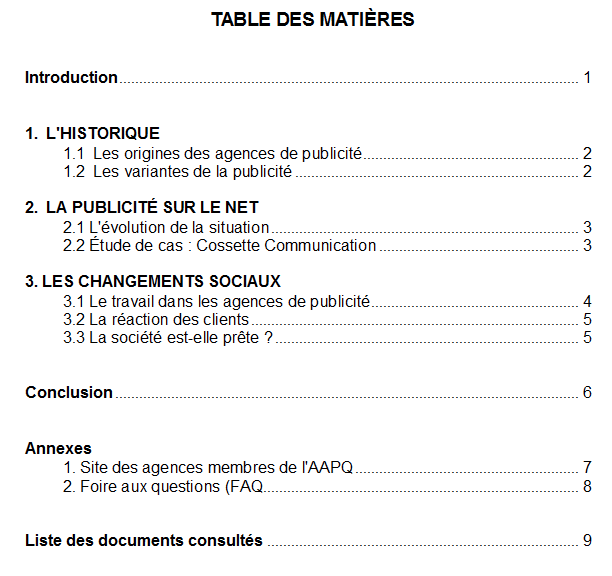 TABLE DES MATIÈRES
Introduction........................................................ 1
1. L'HISTORIQUE
1.1 Les origines des agences de publicité........................................................ 2
1.2 Les variantes de la publicité ........................................................ 2
2. LA PUBLICITÉ SUR LE NET
2.1 L'évolution de la situation........................................................ 3
2.2 Étude de cas : Cossette Communication ........................................................ 3
3. LES CHANGEMENTS SOCIAUX
3.1 Le travail dans les agences de publicité........................................................ 4
3.2 La réaction des clients........................................................ 5
3.3 La société est-elle prête ?........................................................ 5
Conclusion........................................................ 6
Annexes
1. Site des agences membres de l'AAPQ........................................................ 7
2. Foire aux questions (FAQ........................................................ 8
Liste des documents consultés ........................................................ 9